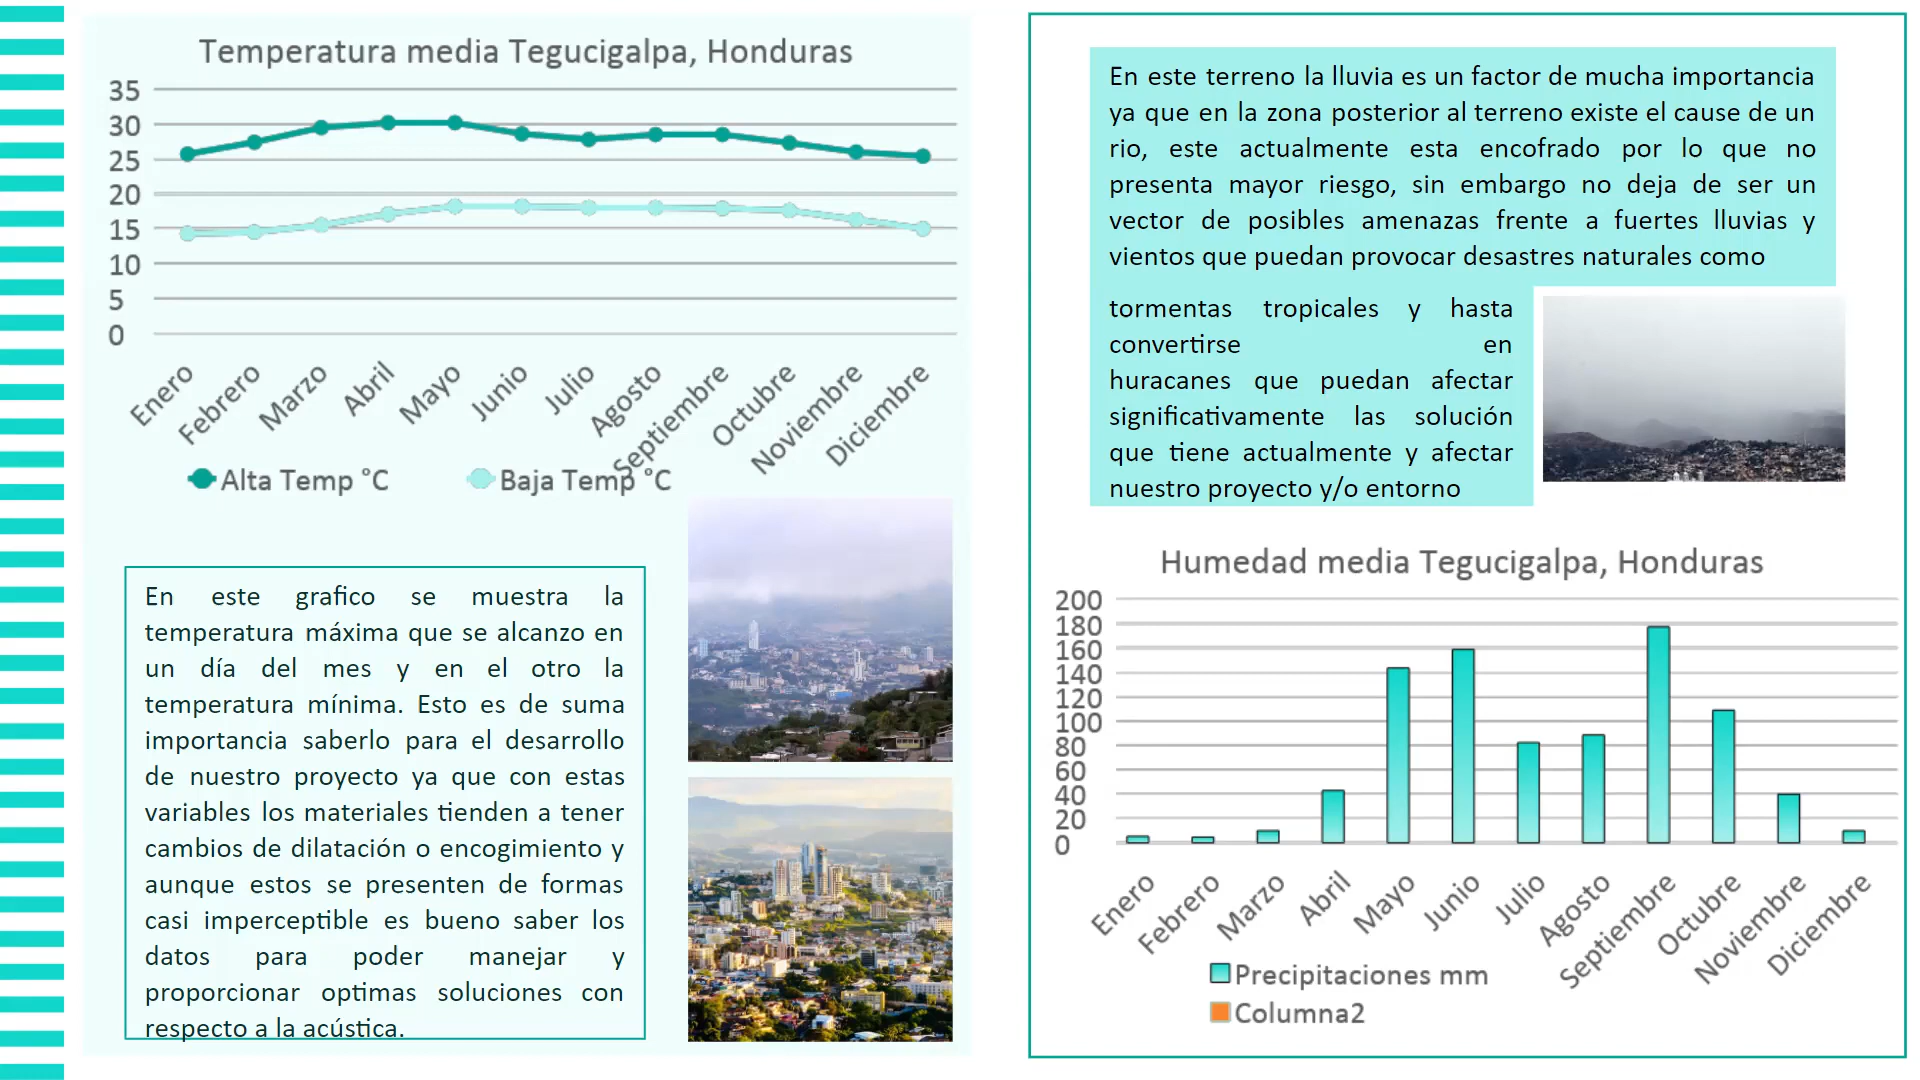 Temperatura media Tegucigalpa, Honduras
35
30
25
20
15
10
5
0
Enero
Febrero
Marzo
Abril
Mayo
Junio
Julio
Agosto
Septiembre
Octubre
Noviembre
Diciembre
Alta Temp °C
Baja Temp °C
En este grafico se muestra la
temperatura máxima que se alcanzo en
un día del mes y en el otro la
temperatura mínima. Esto es de suma
importancia saberlo para el desarrollo
de nuestro proyecto ya que con estas
variables los materiales tienden a tener
cambios de dilatación o encogimiento y
aunque estos se presenten de formas
casi imperceptible es bueno saber los
datos para poder manejar y
proporcionar optimas soluciones con
respecto a la acústica.
En este terreno la lluvia es un factor de mucha importancia
ya que en la zona posterior al terreno existe el cause de un
rio, este actualmente esta encofrado por lo que no
presenta mayor riesgo, sin embargo no deja de ser un
vector de posibles amenazas frente a fuertes lluvias y
vientos que puedan provocar desastres naturales como
tormentas tropicales y hasta
convertirse en
huracanes que puedan afectar
significativamente las solución
que tiene actualmente y afectar
nuestro proyecto y/o entorno
Humedad media Tegucigalpa, Honduras
200
180
160
140
120
100
80
60
40
20
0
Enero
Febrero
Marzo
Abril
Mayo
Junio
Julio
Agosto
Septiembre
Octubre
Noviembre
Diciembre
Precipitaciones mm
Columna2